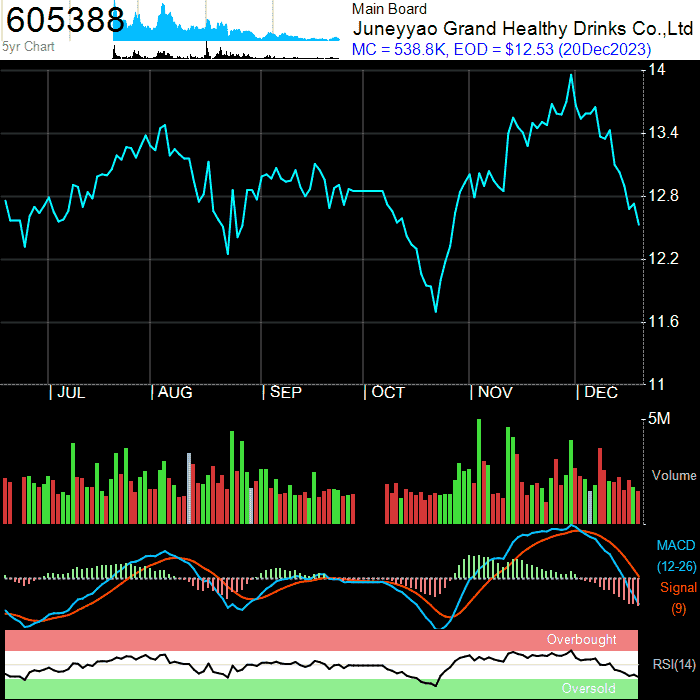 605388
5yr Chart
Main Board
Juneyyao Grand Healthy Drinks Co.,Ltd
MC = 538.8K, EOD = $12.53 (20Dec2023)
14
13.4
12.8
12.2
11.6
11
JUL AUG SEP OCT NOV DEC
5M
Volume
MACD
(12-26)
Signal
(9)
Overbought
RSI(14)
Oversold